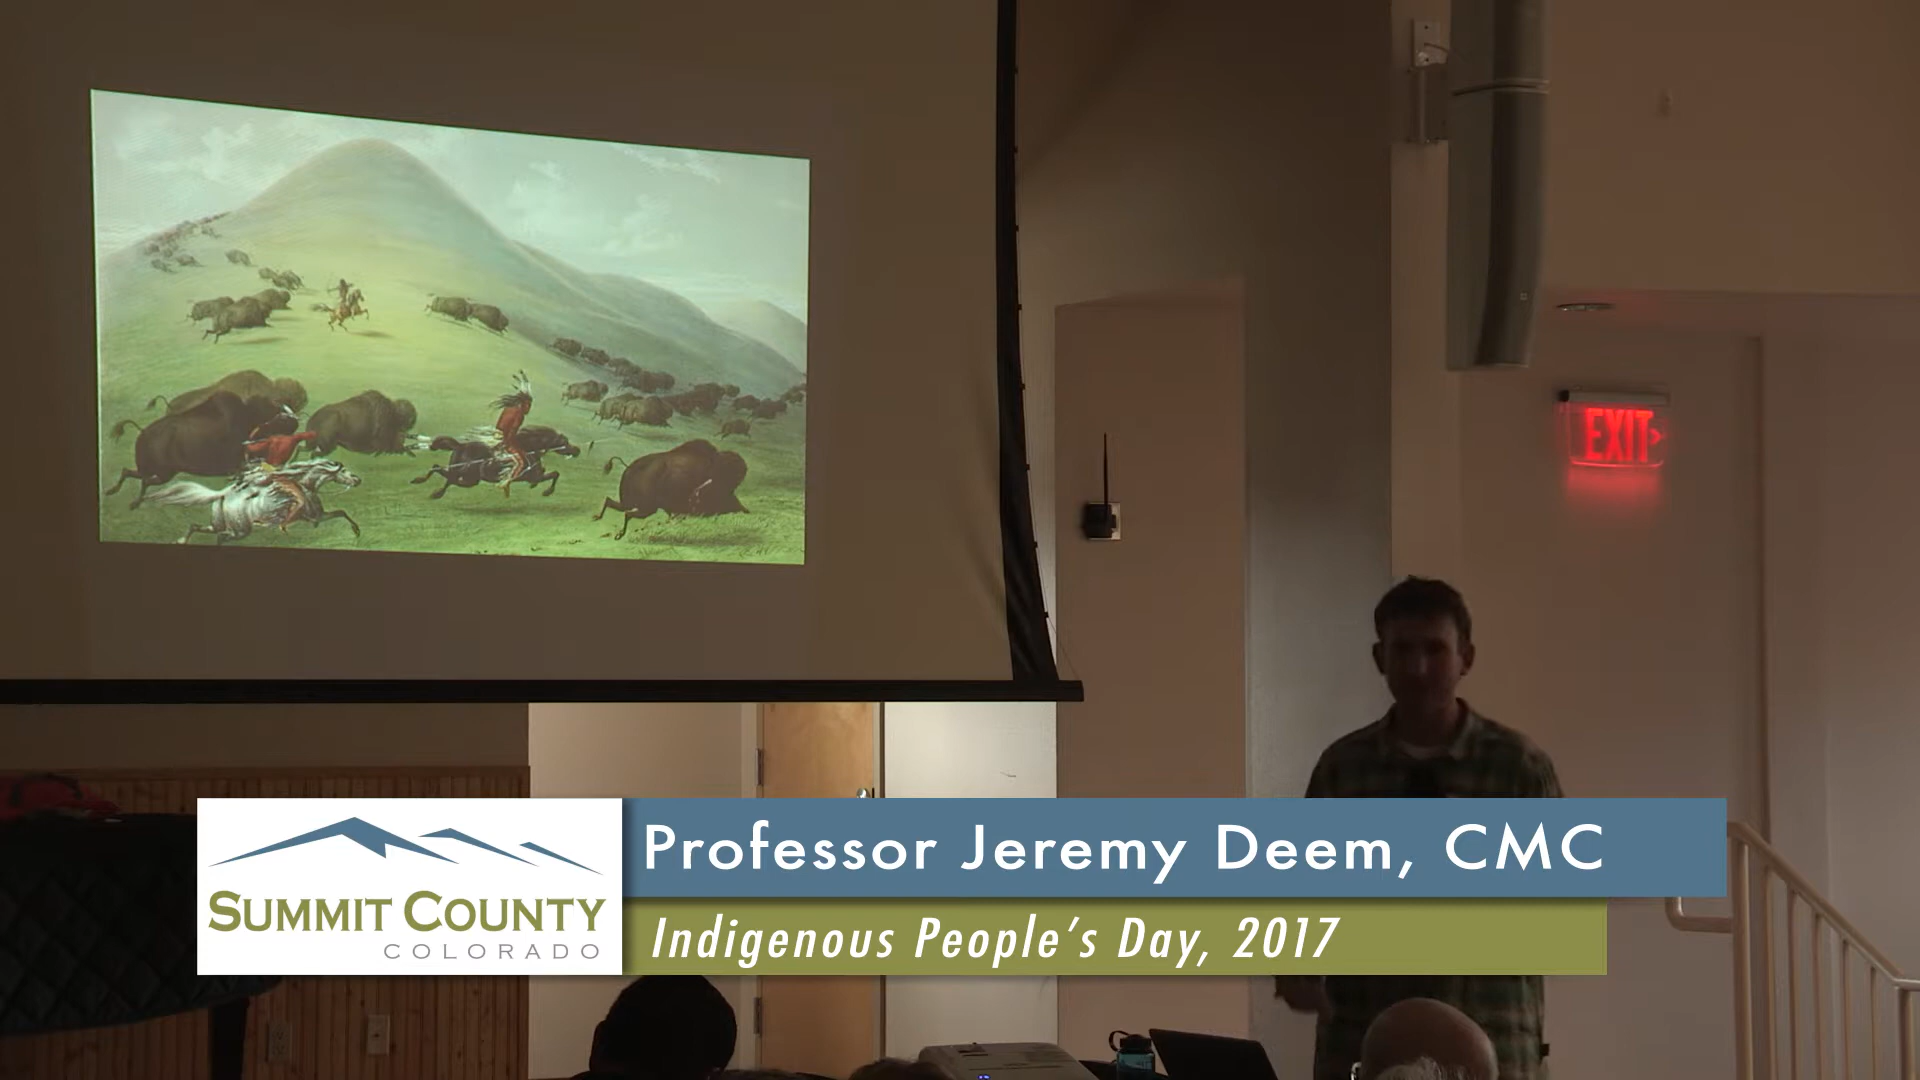 EXIT
Professor Jeremy Deem, CMC
SUMMIT COUNTY
COLORADO
Indigenous People's Day, 2017